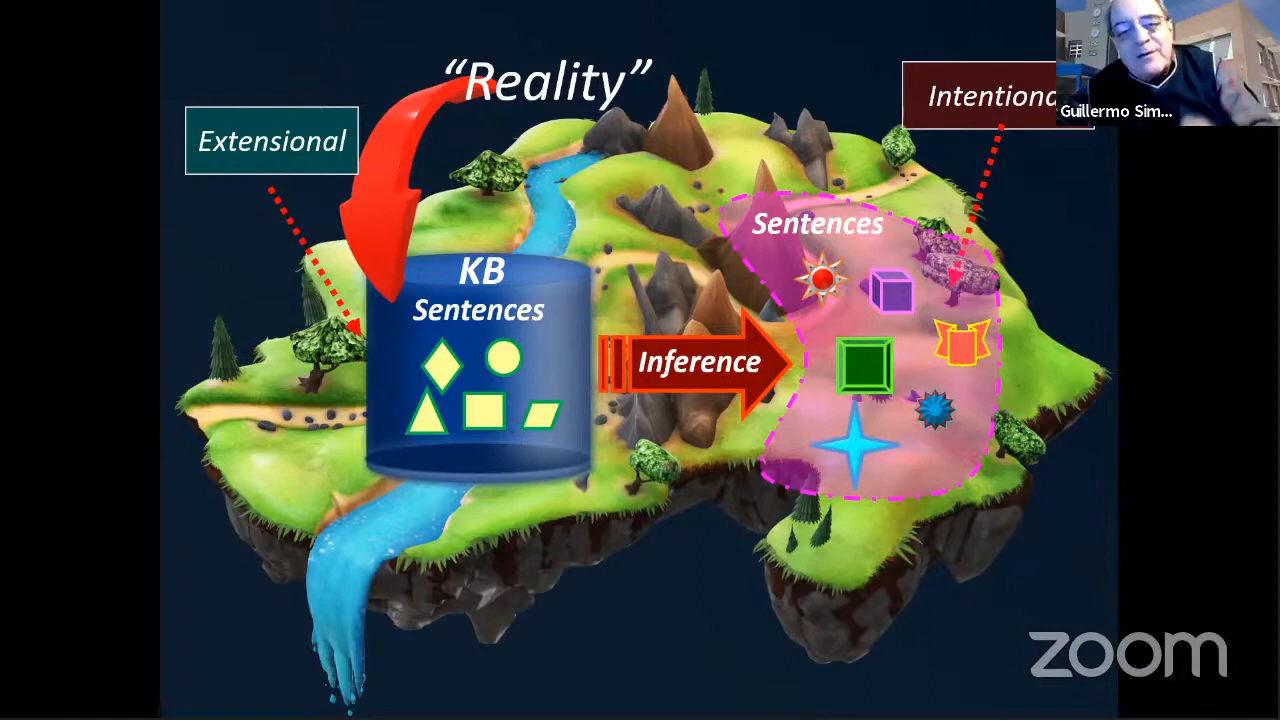 “Reality”
Extensional
Intentiona
Guillermo Sim...
Sentences
KB
Sentences
Inference
zoom